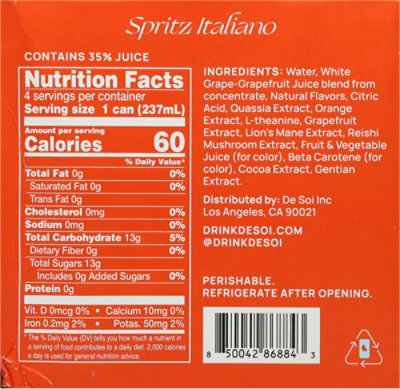 Spritz Italiano
CONTAINS 35% JUICE
Nutrition Facts
4 servings per container
Serving size 1 can (237mL)
Amount per serving
Calories 60
% Daily Value*
Total Fat 0g 0%
Saturated Fat 0g 0%
Trans Fat 0g
Cholesterol 0mg 0%
Sodium 0mg 0%
Total Carbohydrate 13g 5%
Dietary Fiber 0g 0%
Total Sugars 13g
Includes 0g Added Sugars 0%
Protein 0g
Vit. D 0mcg 0% • Calcium 10mg 0%
Iron 0.2mg 2% • Potas. 50mg 2%
* The % Daily Value (DV) tells you how much a nutrient in
a serving of food contributes to a daily diet. 2,000 calories
a day is used for general nutrition advice.
INGREDIENTS: Water, White
Grape-Grapefruit Juice blend from
concentrate, Natural Flavors, Citric
Acid, Quassia Extract, Orange
Extract, L-theanine, Grapefruit
Extract, Lion's Mane Extract, Reishi
Mushroom Extract, Fruit & Vegetable
Juice (for color), Beta Carotene (for
color), Cocoa Extract, Gentian
Extract.
Distributed by: De Soi Inc
Los Angeles, CA 90021
DRINKDESOI.COM
@DRINKDESOI
PERISHABLE.
REFRIGERATE AFTER OPENING.
8 50042 86884 3